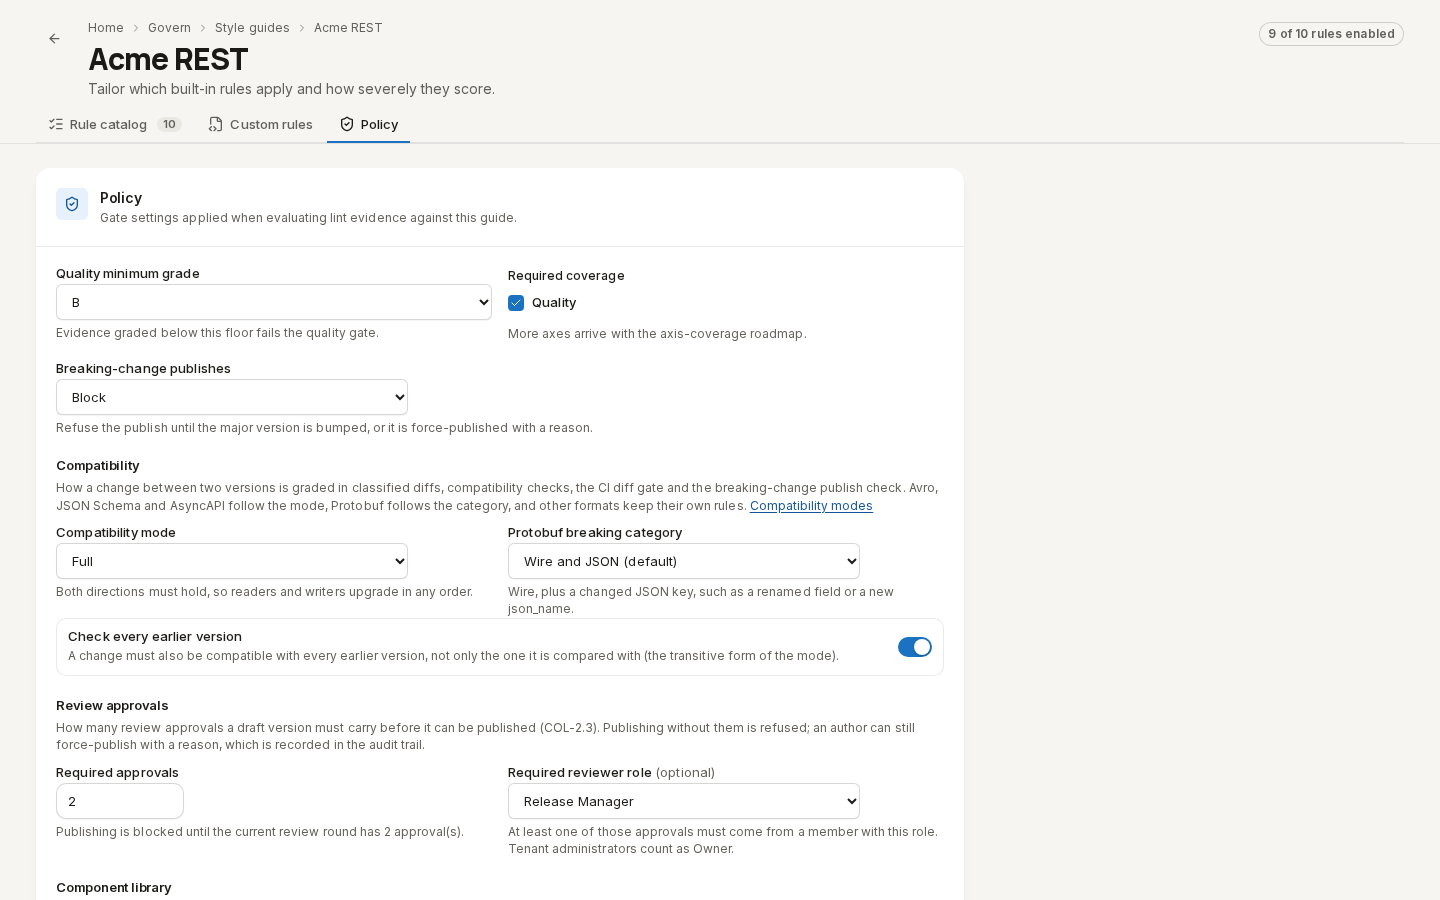 Home > Govern > Style guides > Acme REST
9 of 10 rules enabled
Acme REST
Tailor which built-in rules apply and how severely they score.
Rule catalog 10 Custom rules Policy
Policy
Gate settings applied when evaluating lint evidence against this guide.
Quality minimum grade
B
Evidence graded below this floor fails the quality gate.
Required coverage
Quality
More axes arrive with the axis-coverage roadmap.
Breaking-change publishes
Block
Refuse the publish until the major version is bumped, or it is force-published with a reason.
Compatibility
How a change between two versions is graded in classified diffs, compatibility checks, the CI diff gate and the breaking-change publish check. Avro,
JSON Schema and AsyncAPI follow the mode, Protobuf follows the category, and other formats keep their own rules. Compatibility modes
Compatibility mode
Full
Both directions must hold, so readers and writers upgrade in any order.
Protobuf breaking category
Wire and JSON (default)
Wire, plus a changed JSON key, such as a renamed field or a new
json_name.
Check every earlier version
A change must also be compatible with every earlier version, not only the one it is compared with (the transitive form of the mode).
Review approvals
How many review approvals a draft version must carry before it can be published (COL-2.3). Publishing without them is refused; an author can still
force-publish with a reason, which is recorded in the audit trail.
Required approvals
2
Publishing is blocked until the current review round has 2 approval(s).
Required reviewer role (optional)
Release Manager
At least one of those approvals must come from a member with this role.
Tenant administrators count as Owner.
Component library